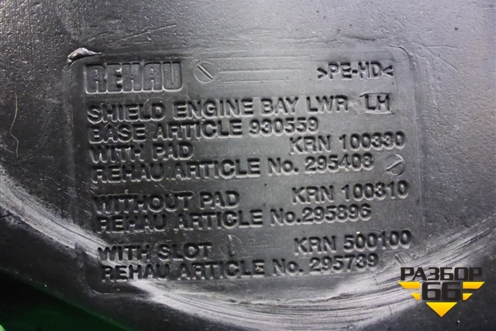 REHAU >PE-HD<
SHIELD ENGINE BAY LWR LH
BASE ARTICLE 930559
WITH PAD KRN 100330
REHAU ARTICLE No. 295408
WITHOUT PAD KRN 100310
REHAU ARTICLE No.295896
WITH SLOT KRN 500100
REHAU ARTICLE No. 295739
РАЗБОР
66